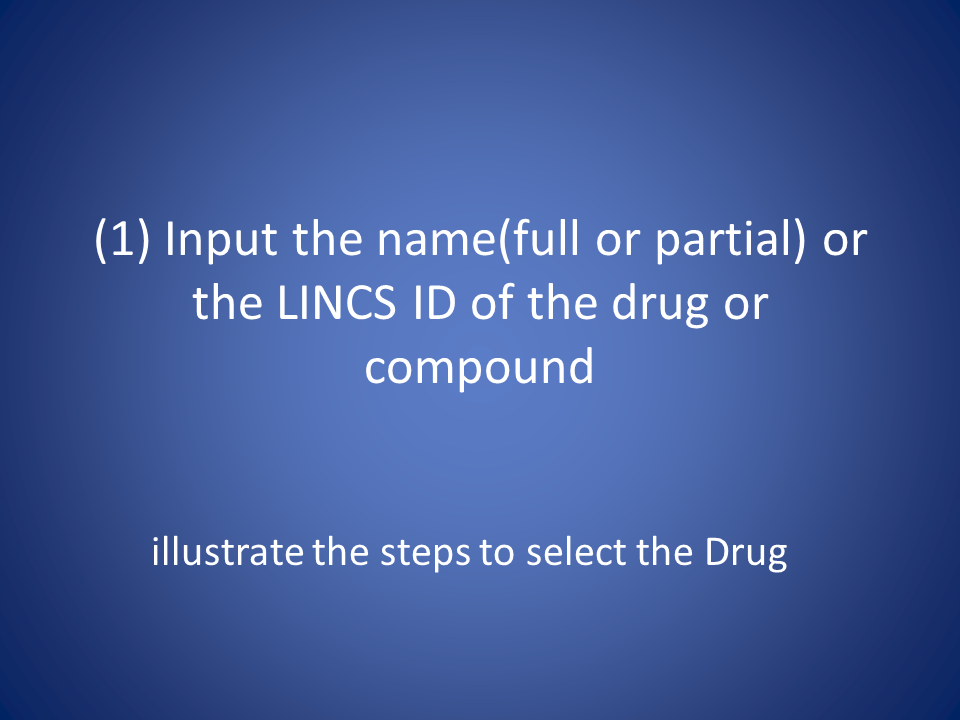 (1) Input the name(full or partial) or
the LINCS ID of the drug or
compound
illustrate the steps to select the Drug